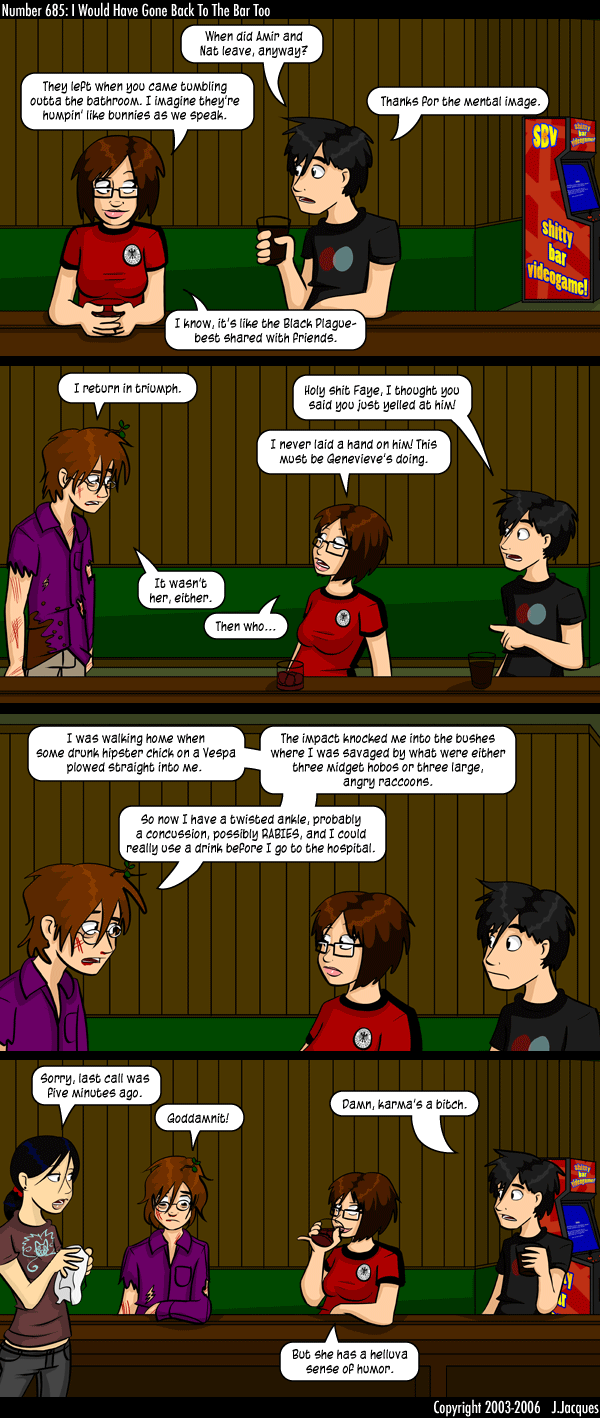 Number 685: I Would Have Gone Back To The Bar Too
When did Amir and
Nat leave, anyway?
They left when you came tumbling
outta the bathroom. I imagine they're
humpin' like bunnies as we speak.
Thanks for the mental image.
SBV
shitty
bar
videogame!
shitty
bar
videogame!
I know, it's like the Black Plague-
best shared with friends.
I return in triumph.
Holy shit Faye, I thought you
said you just yelled at him!
I never laid a hand on him! This
must be Genevieve's doing.
It wasn't
her, either.
Then who...
I was walking home when
some drunk hipster chick on a Vespa
plowed straight into me.
The impact knocked me into the bushes
where I was savaged by what were either
three midget hobos or three large,
angry raccoons.
So now I have a twisted ankle, probably
a concussion, possibly RABIES, and I could
really use a drink before I go to the hospital.
Sorry, last call was
five minutes ago.
Goddamnit!
Damn, karma's a bitch.
shitty
bar
videogame!
But she has a helluva
sense of humor.
Copyright 2003-2006 J.Jacques